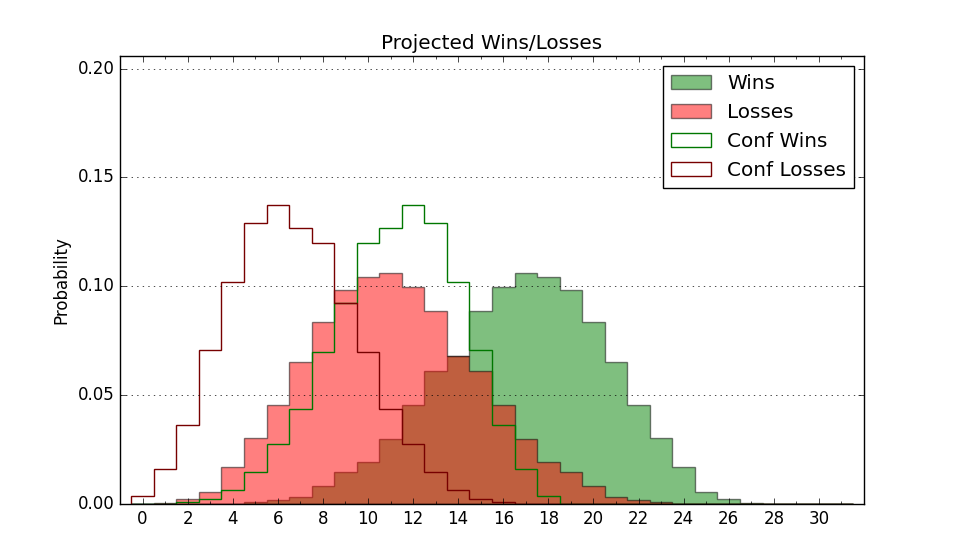 Projected Wins/Losses
0.20
0.15
0.10
0.05
0.00
Probability
Wins
Losses
Conf Wins
Conf Losses
0 2 4 6 8 10 12 14 16 18 20 22 24 26 28 30